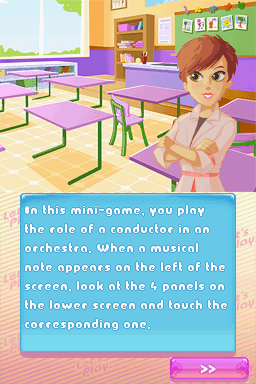 In this mini-game, you play
the role of a conductor in an
orchestra. When a musical
note appears on the left of the
screen, look at the 4 panels on
the lower screen and touch the
corresponding one.
>>